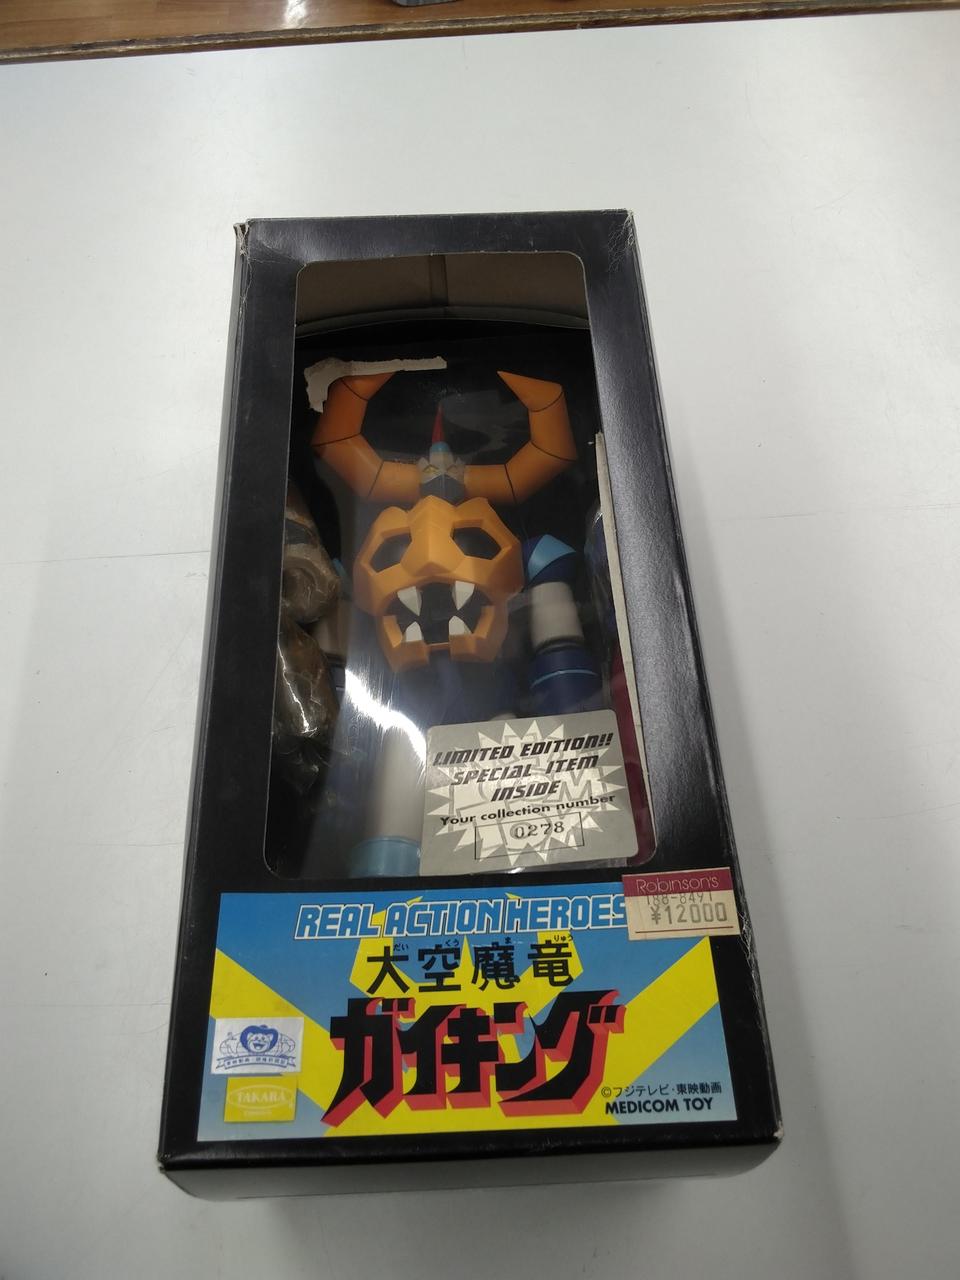 LIMITED EDITION!!
SPECIAL ITEM
INSIDE
Your collection number
0278
Robinson's
188-8491
¥12000
REAL ACTION HEROES
だい くう ま りゅう
大空魔竜
ガイキング
TAKARA
©フジテレビ・東映動画
MEDICOM TOY